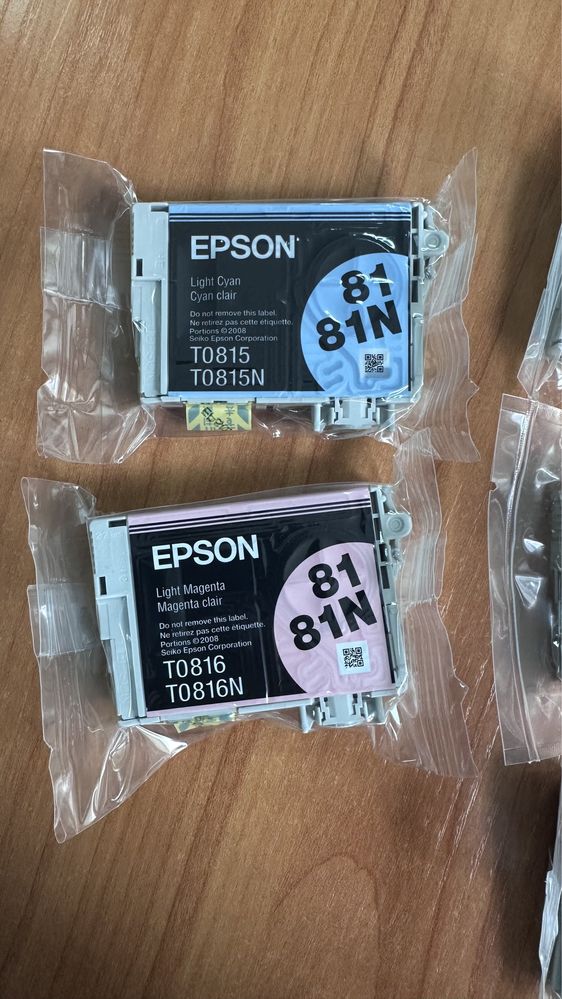 EPSON
Light Cyan
Cyan clair
Do not remove this label.
Ne retirez pas cette étiquette.
Portions ©2008
Seiko Epson Corporation
T0815
T0815N
81
81N
EPSON
Light Magenta
Magenta clair
Do not remove this label.
Ne retirez pas cette étiquette.
Portions ©2008
Seiko Epson Corporation
T0816
T0816N
81
81N